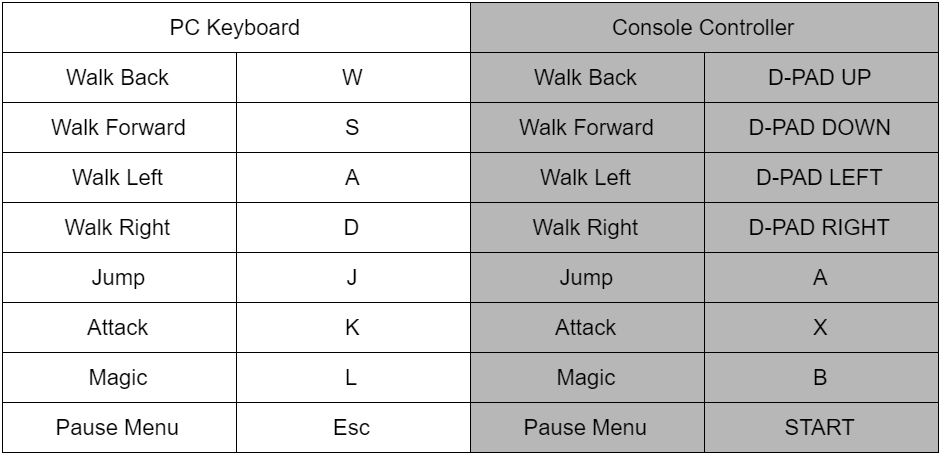 PC Keyboard Console Controller
Walk Back W Walk Back D-PAD UP
Walk Forward S Walk Forward D-PAD DOWN
Walk Left A Walk Left D-PAD LEFT
Walk Right D Walk Right D-PAD RIGHT
Jump J Jump A
Attack K Attack X
Magic L Magic B
Pause Menu Esc Pause Menu START